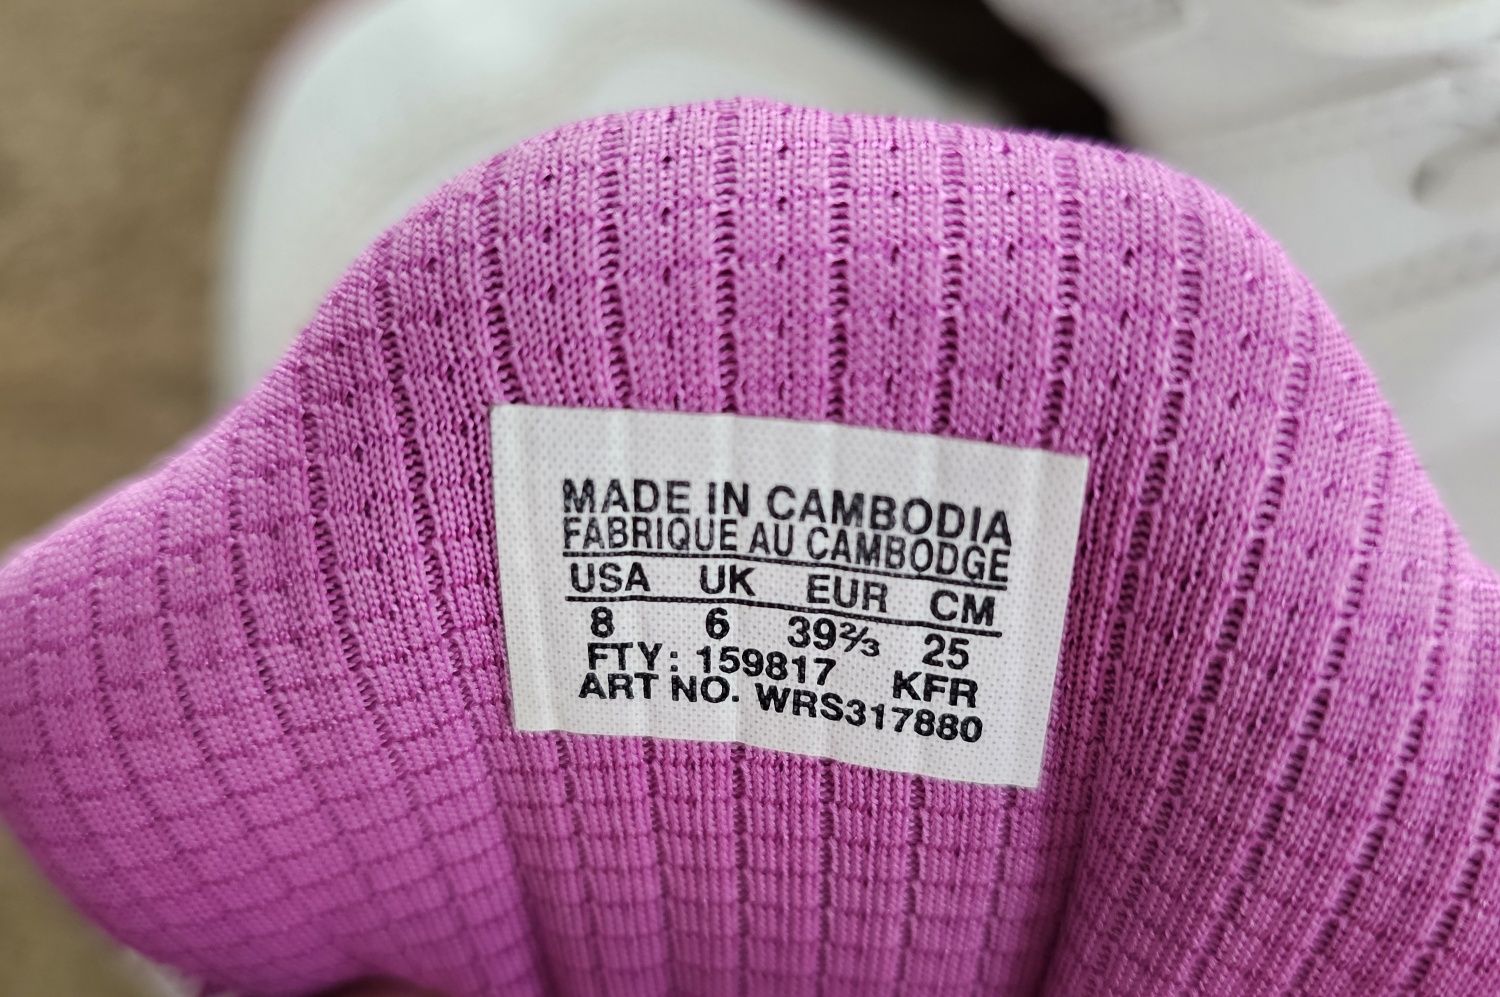 MADE IN CAMBODIA
FABRIQUE AU CAMBODGE
USA UK EUR CM
8 6 39⅔ 25
FTY: 159817 KFR
ART NO. WRS317880